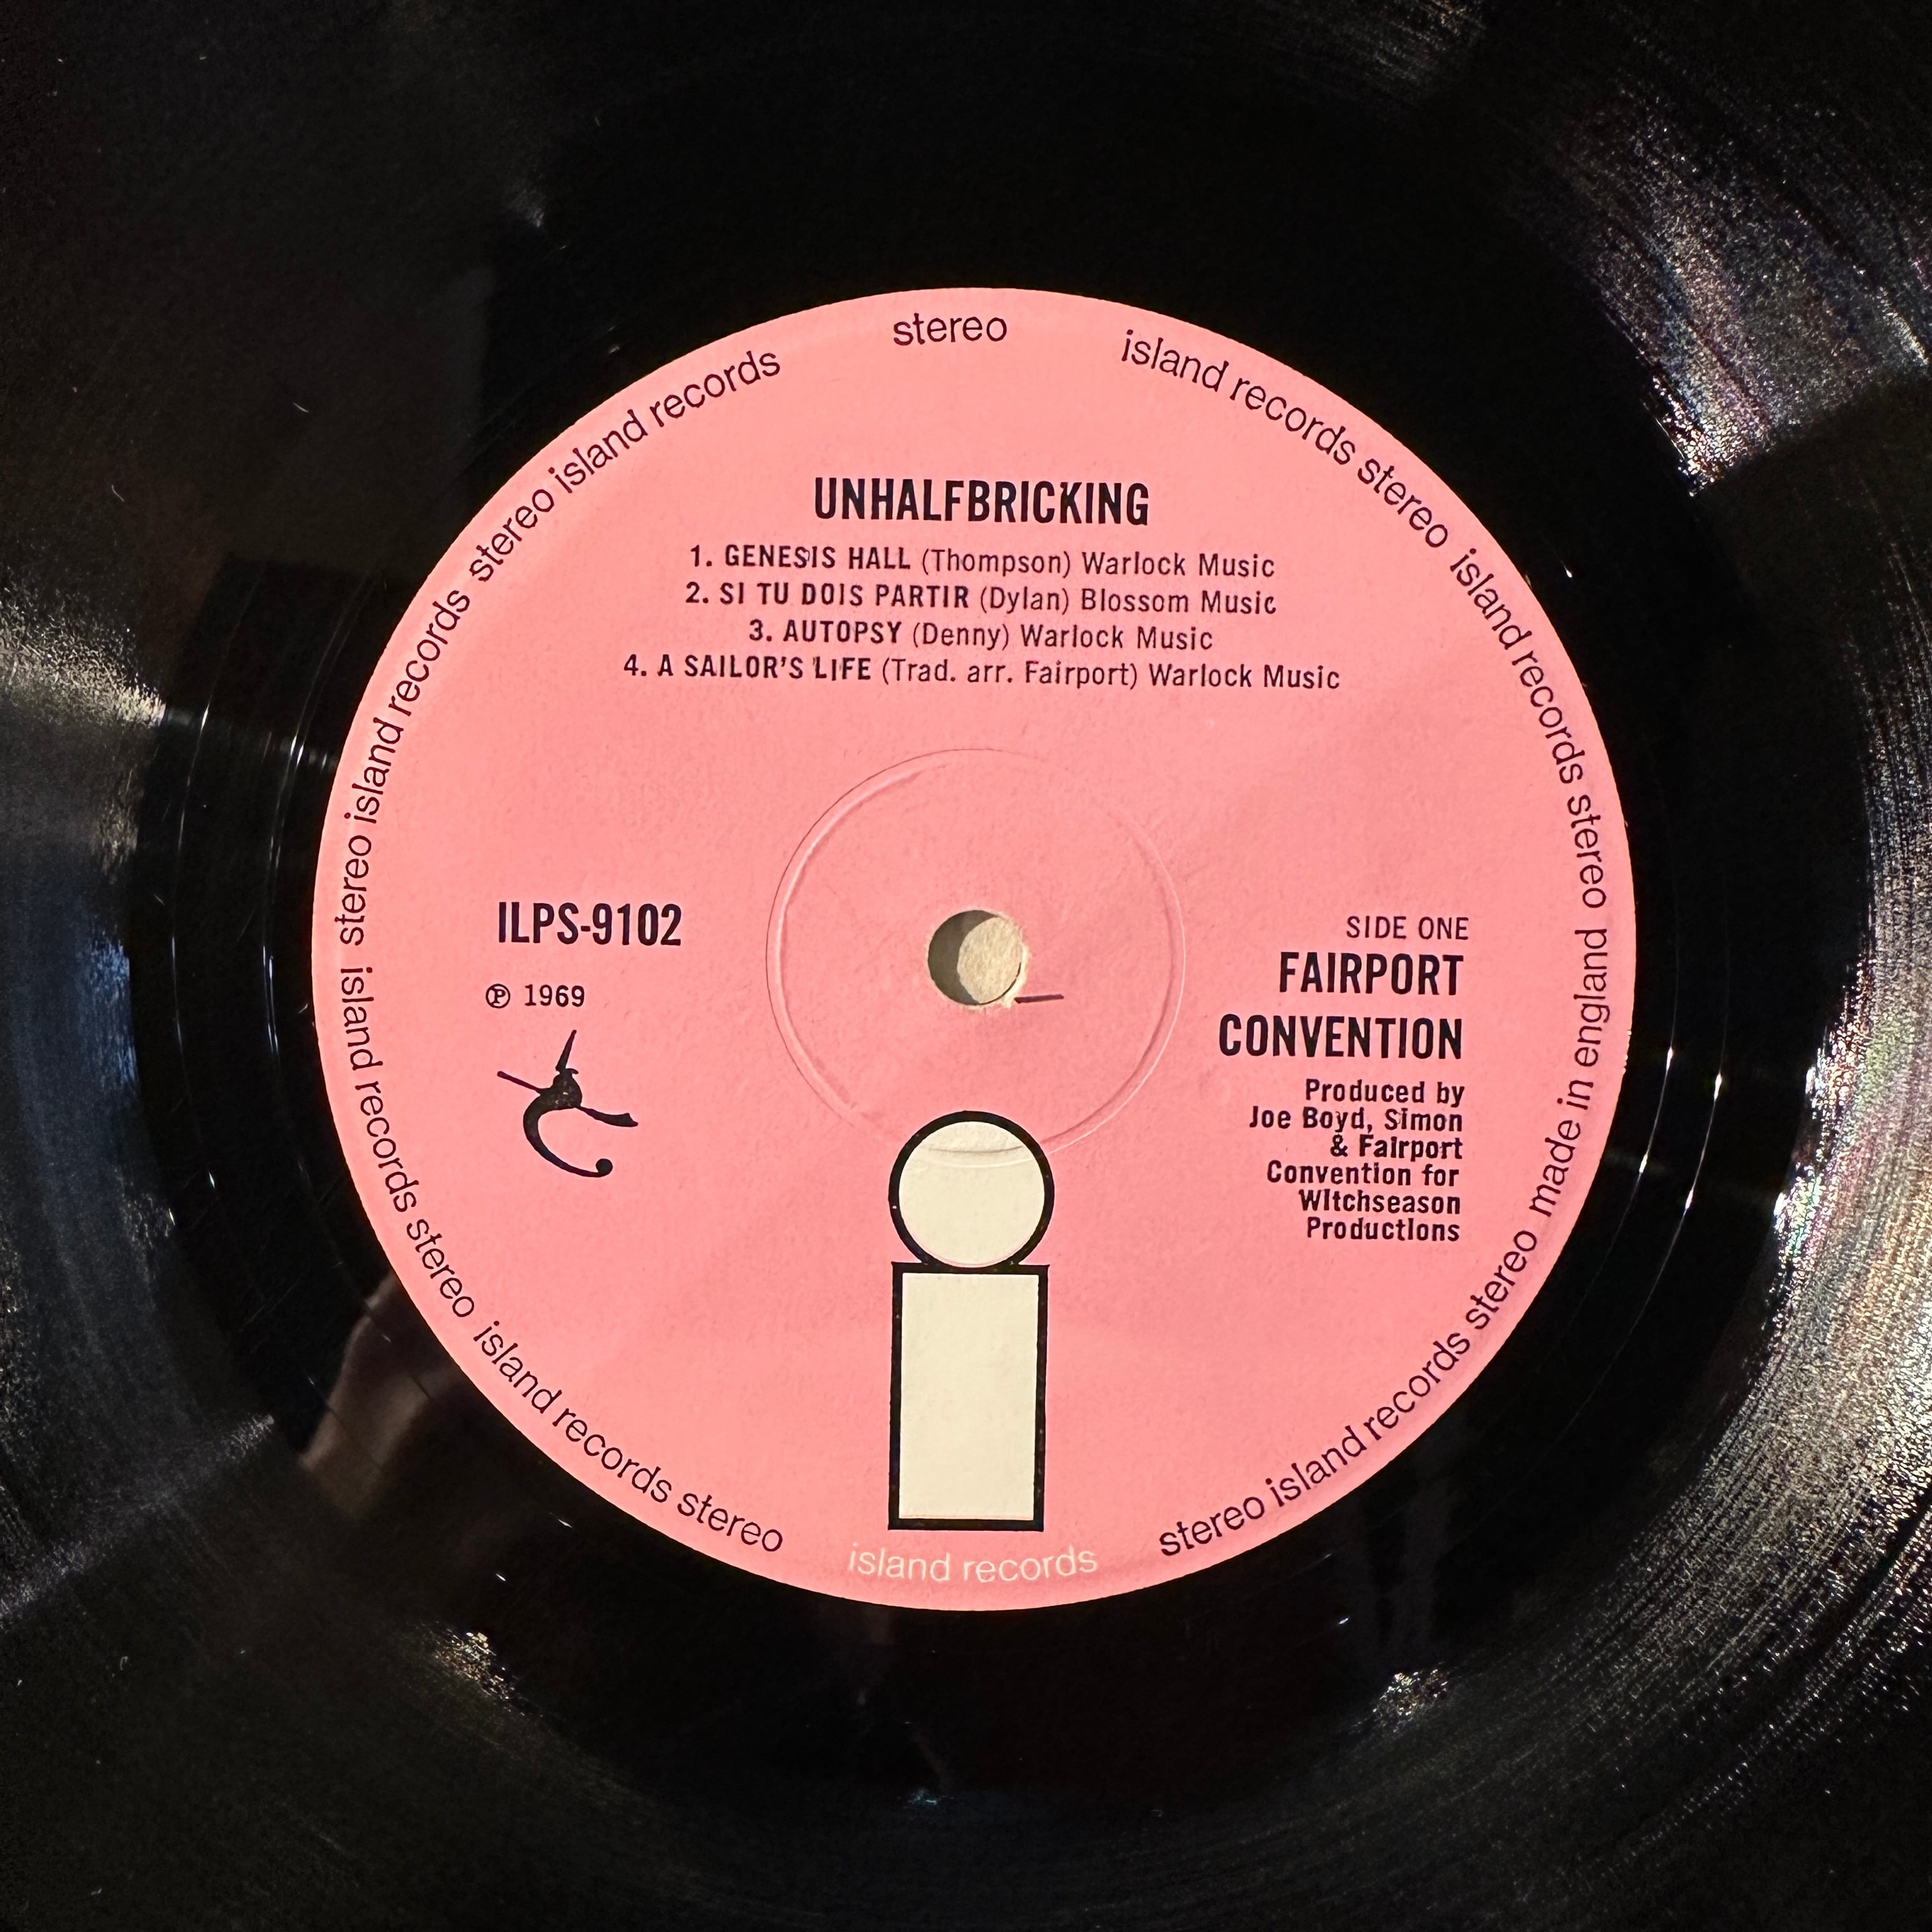 stereo
island records stereo island records stereo made in england
UNHALFBRICKING
1. GENESIS HALL (Thompson) Warlock Music
2. SI TU DOIS PARTIR (Dylan) Blossom Music
3. AUTOPSY (Denny) Warlock Music
4. A SAILOR'S LIFE (Trad. arr. Fairport) Warlock Music
ILPS-9102
℗ 1969
SIDE ONE
FAIRPORT
CONVENTION
Produced by
Joe Boyd, Simon
& Fairport
Convention for
Witchseason
Productions
stereo island records stereo
island records
island records stereo island records stereo
stereo island records stereo island records